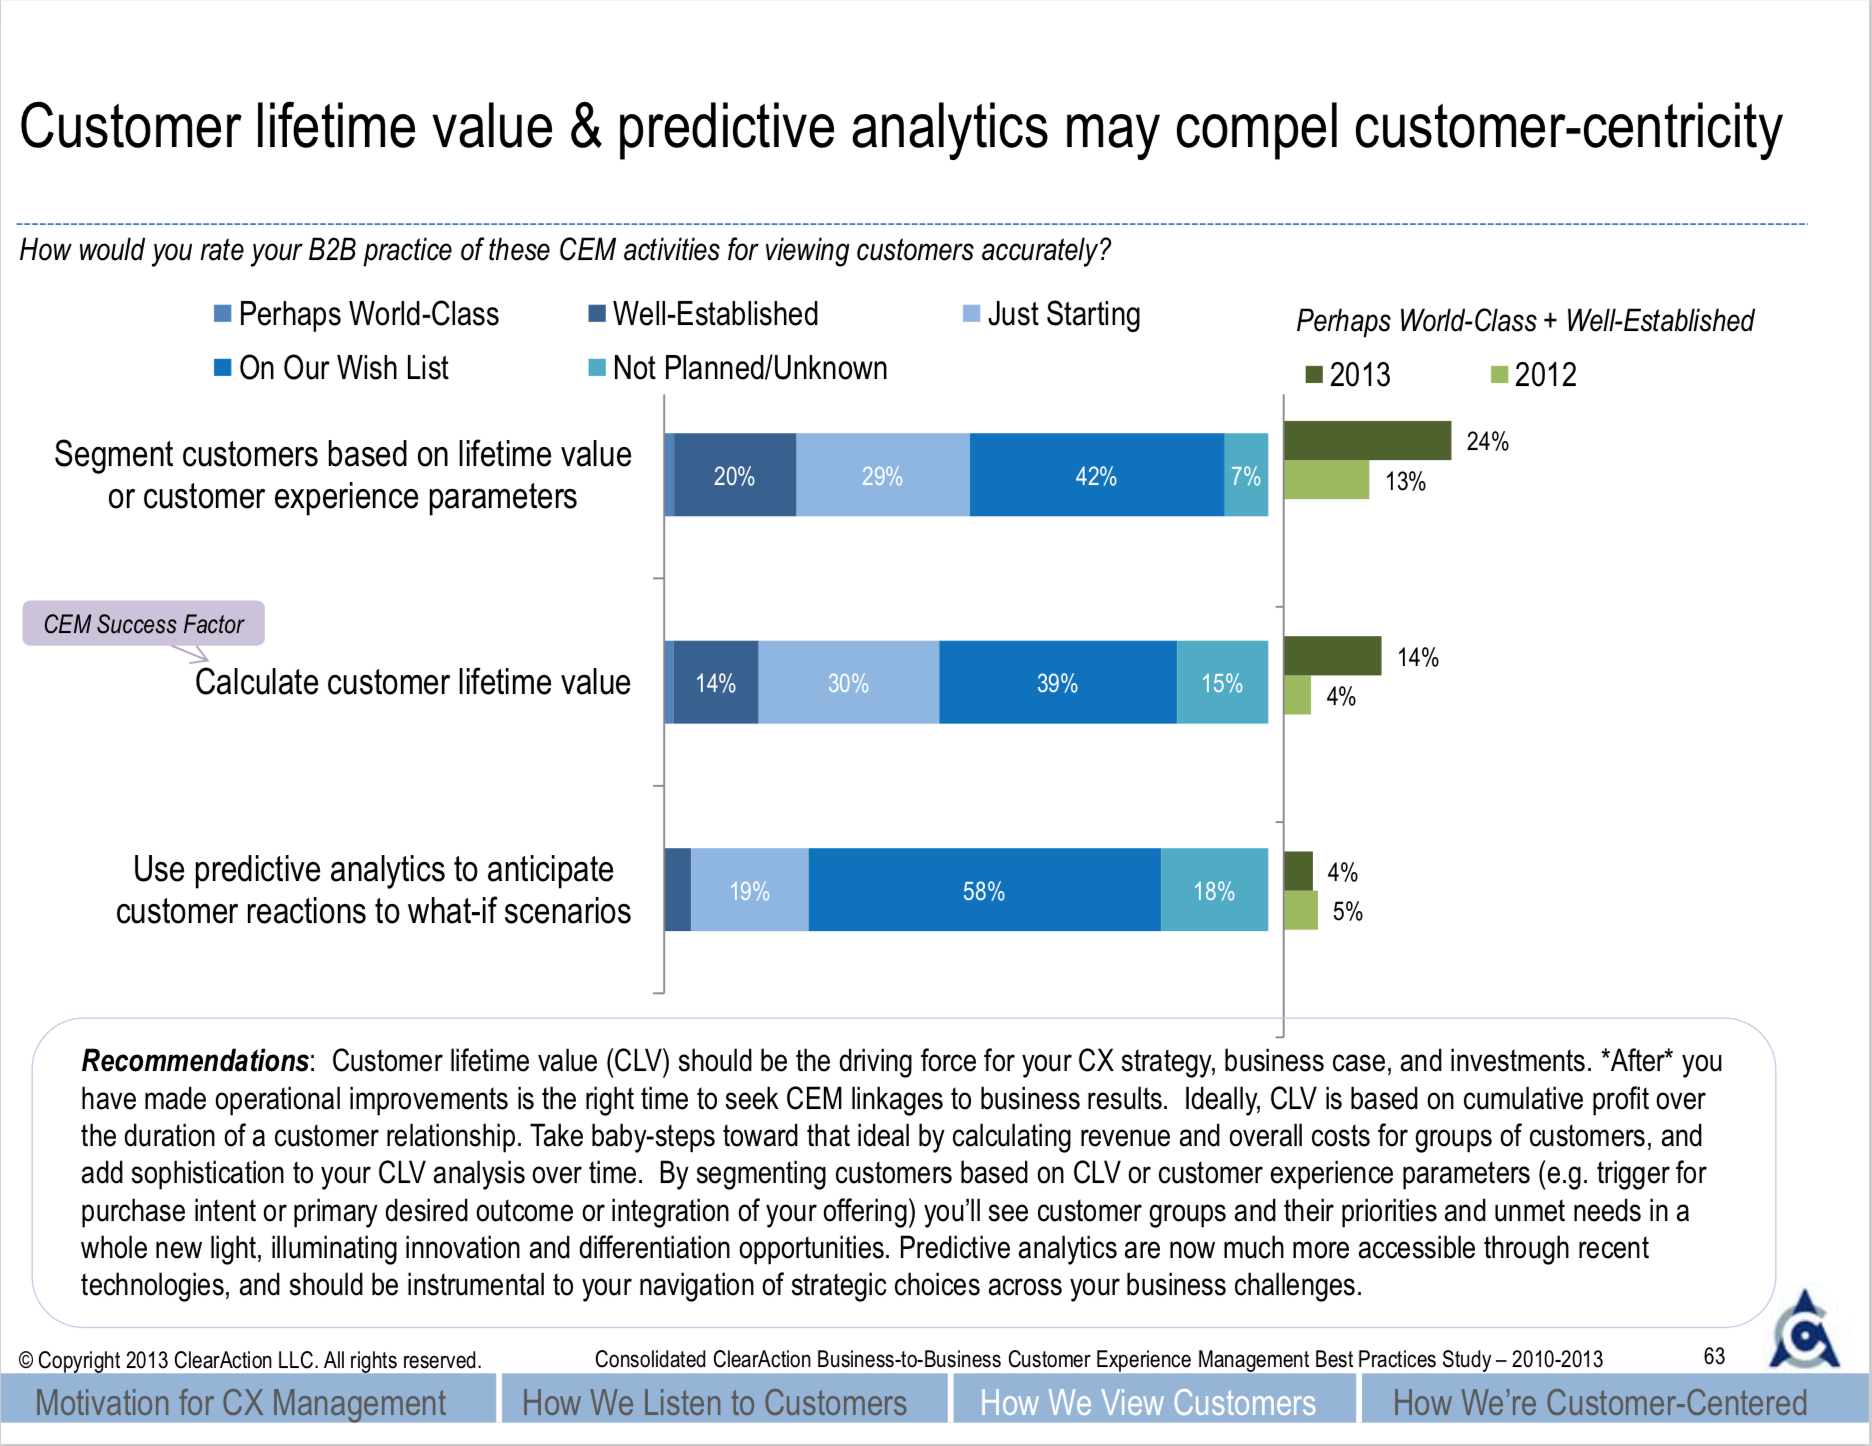 Customer lifetime value & predictive analytics may compel customer-centricity
How would you rate your B2B practice of these CEM activities for viewing customers accurately?
Perhaps World-Class
Well-Established
Just Starting
On Our Wish List
Not Planned/Unknown
Perhaps World-Class + Well-Established
2013
2012
Segment customers based on lifetime value
or customer experience parameters
20%
29%
42%
7%
24%
13%
CEM Success Factor
Calculate customer lifetime value
14%
30%
39%
15%
14%
4%
Use predictive analytics to anticipate
customer reactions to what-if scenarios
19%
58%
18%
4%
5%
Recommendations:  Customer lifetime value (CLV) should be the driving force for your CX strategy, business case, and investments. *After* you
have made operational improvements is the right time to seek CEM linkages to business results.  Ideally, CLV is based on cumulative profit over
the duration of a customer relationship. Take baby-steps toward that ideal by calculating revenue and overall costs for groups of customers, and
add sophistication to your CLV analysis over time.  By segmenting customers based on CLV or customer experience parameters (e.g. trigger for
purchase intent or primary desired outcome or integration of your offering) you’ll see customer groups and their priorities and unmet needs in a
whole new light, illuminating innovation and differentiation opportunities. Predictive analytics are now much more accessible through recent
technologies, and should be instrumental to your navigation of strategic choices across your business challenges.
© Copyright 2013 ClearAction LLC. All rights reserved.
Consolidated ClearAction Business-to-Business Customer Experience Management Best Practices Study – 2010-2013
63
Motivation for CX Management
How We Listen to Customers
How We View Customers
How We’re Customer-Centered